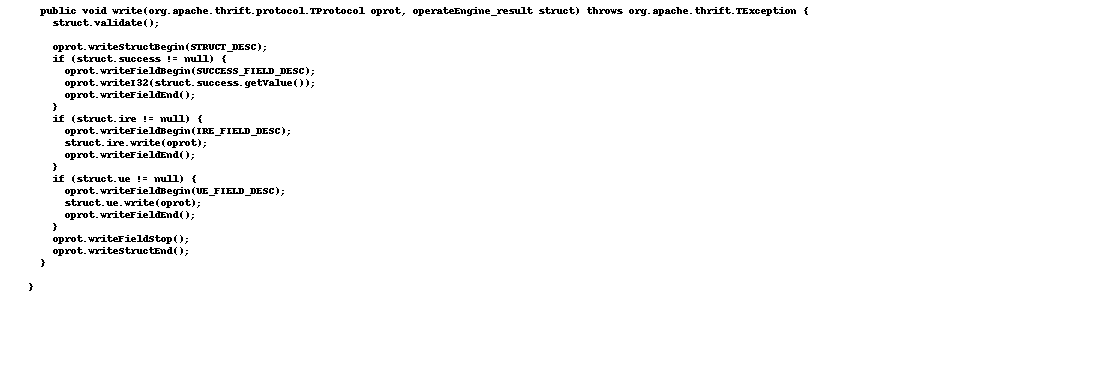 public void write(org.apache.thrift.protocol.TProtocol oprot, operateEngine_result struct) throws org.apache.thrift.TException {
struct.validate();
oprot.writeStructBegin(STRUCT_DESC);
if (struct.success != null) {
oprot.writeFieldBegin(SUCCESS_FIELD_DESC);
oprot.writeI32(struct.success.getValue());
oprot.writeFieldEnd();
}
if (struct.ire != null) {
oprot.writeFieldBegin(IRE_FIELD_DESC);
struct.ire.write(oprot);
oprot.writeFieldEnd();
}
if (struct.ue != null) {
oprot.writeFieldBegin(UE_FIELD_DESC);
struct.ue.write(oprot);
oprot.writeFieldEnd();
}
oprot.writeFieldStop();
oprot.writeStructEnd();
}
}